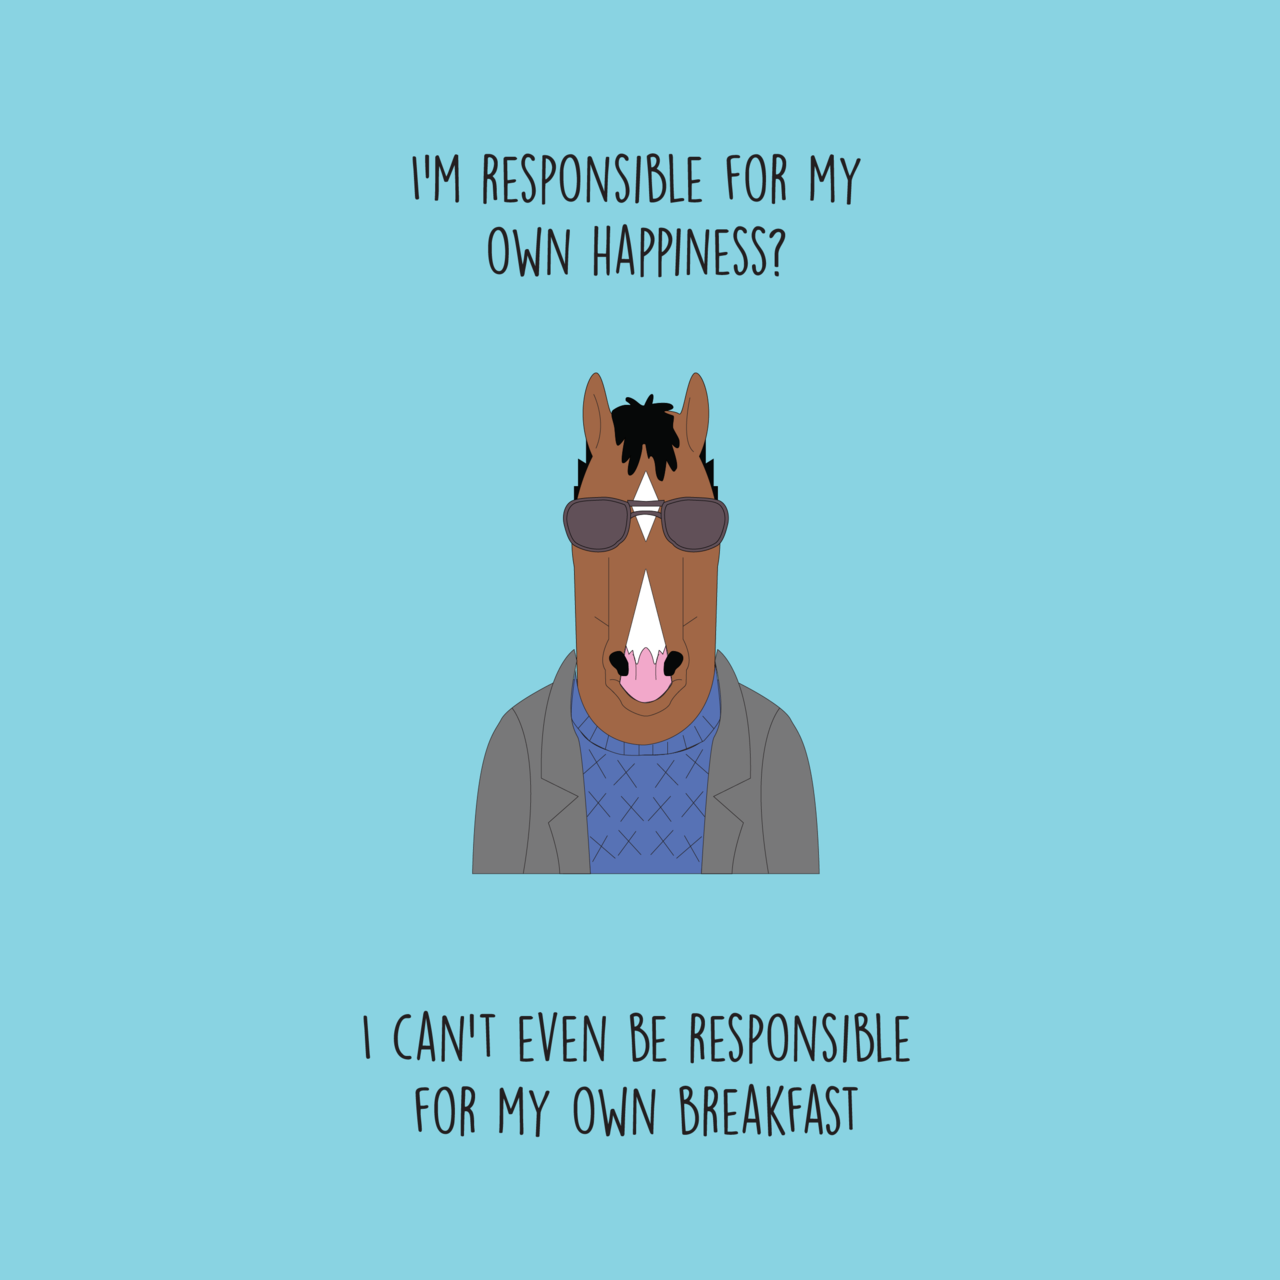 I'M RESPONSIBLE FOR MY
OWN HAPPINESS?
I CAN'T EVEN BE RESPONSIBLE
FOR MY OWN BREAKFAST